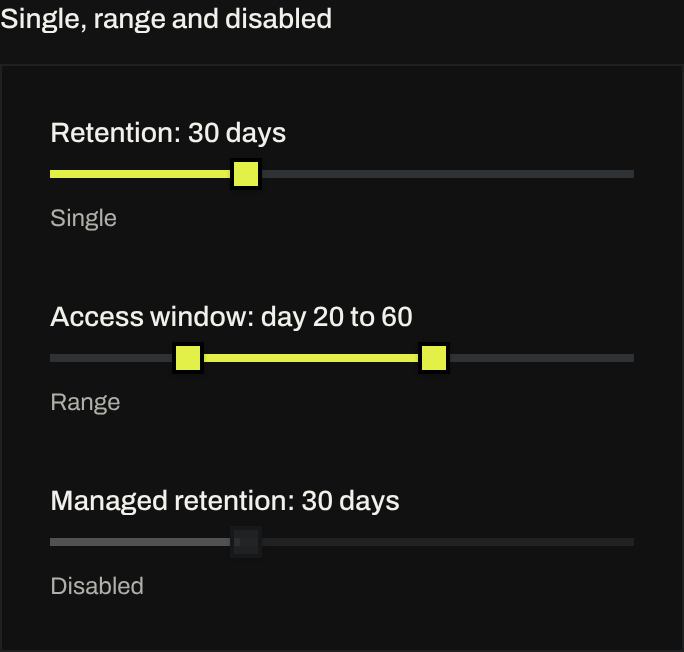 Single, range and disabled
Retention: 30 days
Single
Access window: day 20 to 60
Range
Managed retention: 30 days
Disabled